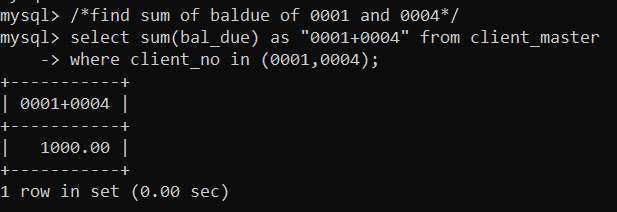 mysql> /*find sum of baldue of 0001 and 0004*/
mysql> select sum(bal_due) as "0001+0004" from client_master
    -> where client_no in (0001,0004);
+-----------+
| 0001+0004 |
+-----------+
|   1000.00 |
+-----------+
1 row in set (0.00 sec)